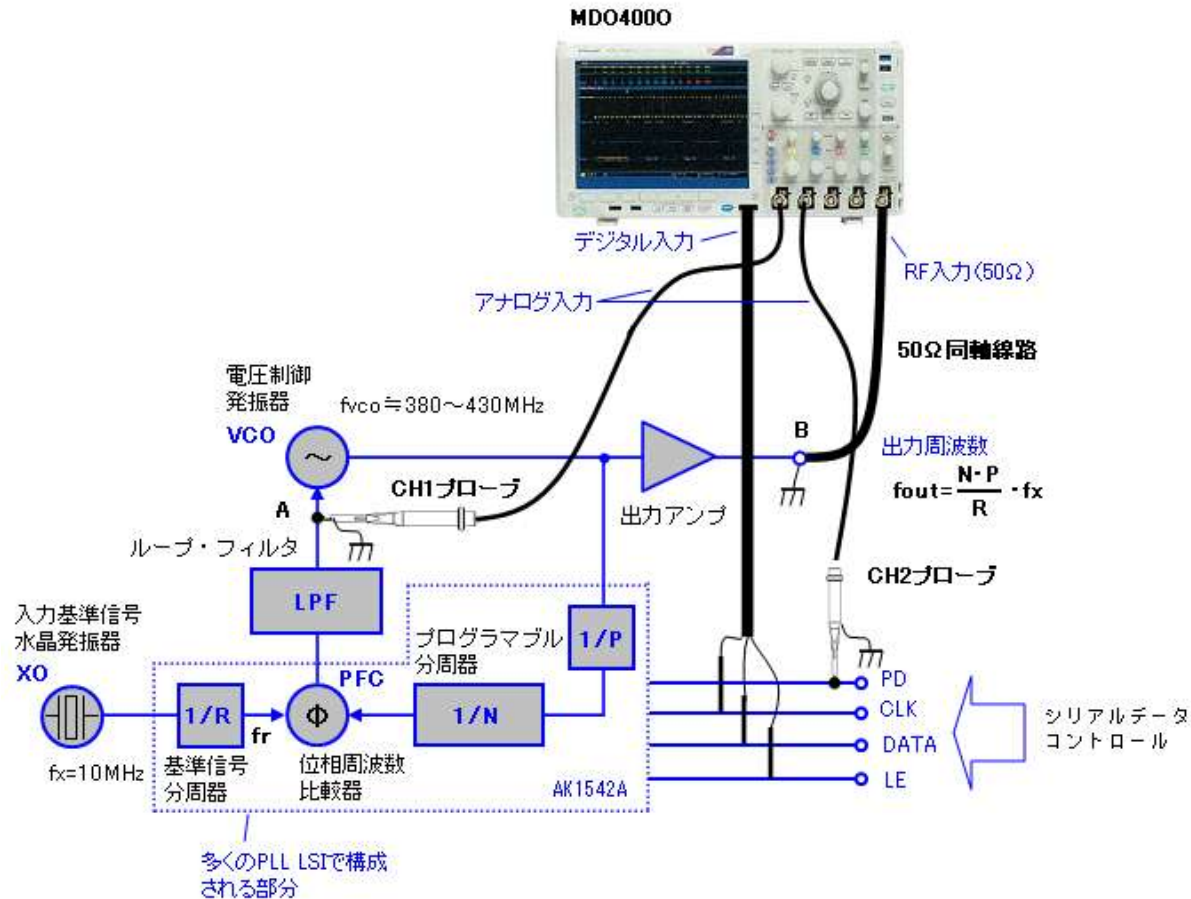 MDO4000
デジタル入力
アナログ入力
RF入力(50Ω)
50Ω同軸線路
電圧制御
発振器
VCO
fvco≒380～430MHz
～
A
CH1プローブ
出力アンプ
B
出力周波数
fout=N・P/R ・fx
ループ・フィルタ
LPF
CH2プローブ
入力基準信号
水晶発振器
XO
fx=10MHz
1/R
fr
基準信号
分周器
PFC
Φ
位相周波数
比較器
プログラマブル
分周器
1/N
1/P
AK1542A
PD
CLK
DATA
LE
シリアルデータ
コントロール
多くのPLL LSIで構成
される部分